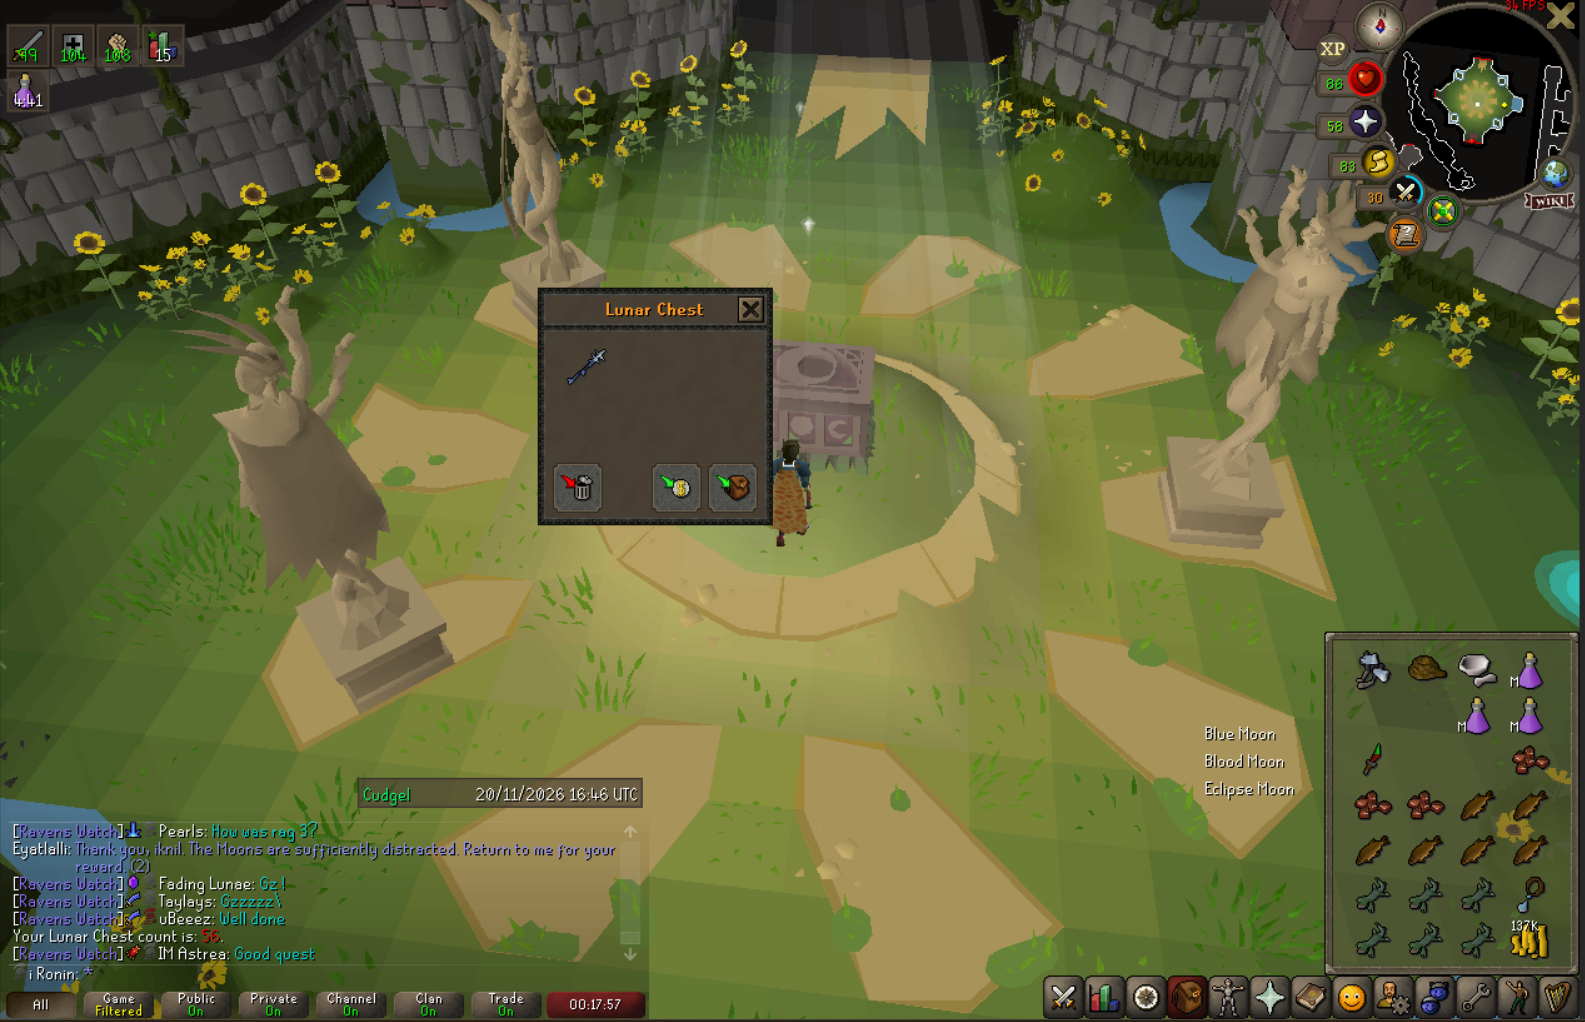 34 FPS
99
104
108
15
4:41
XP
86
58
83
30
WIKI
Lunar Chest
Blue Moon
Blood Moon
Eclipse Moon
M
M
M
137K
Cudgel 20/11/2026 16:46 UTC
[Ravens Watch] Pearls: How was rag 3?
Eyatlalli: Thank you, iknil. The Moons are sufficiently distracted. Return to me for your
reward. (2)
[Ravens Watch] Fading Lunae: Gz !
[Ravens Watch] Taylays: Gzzzzz\
[Ravens Watch] uBeeez: Well done
Your Lunar Chest count is: 56.
[Ravens Watch] IM Astrea: Good quest
i Ronin: *
All
Game
Filtered
Public
On
Private
On
Channel
On
Clan
On
Trade
On
00:17:57